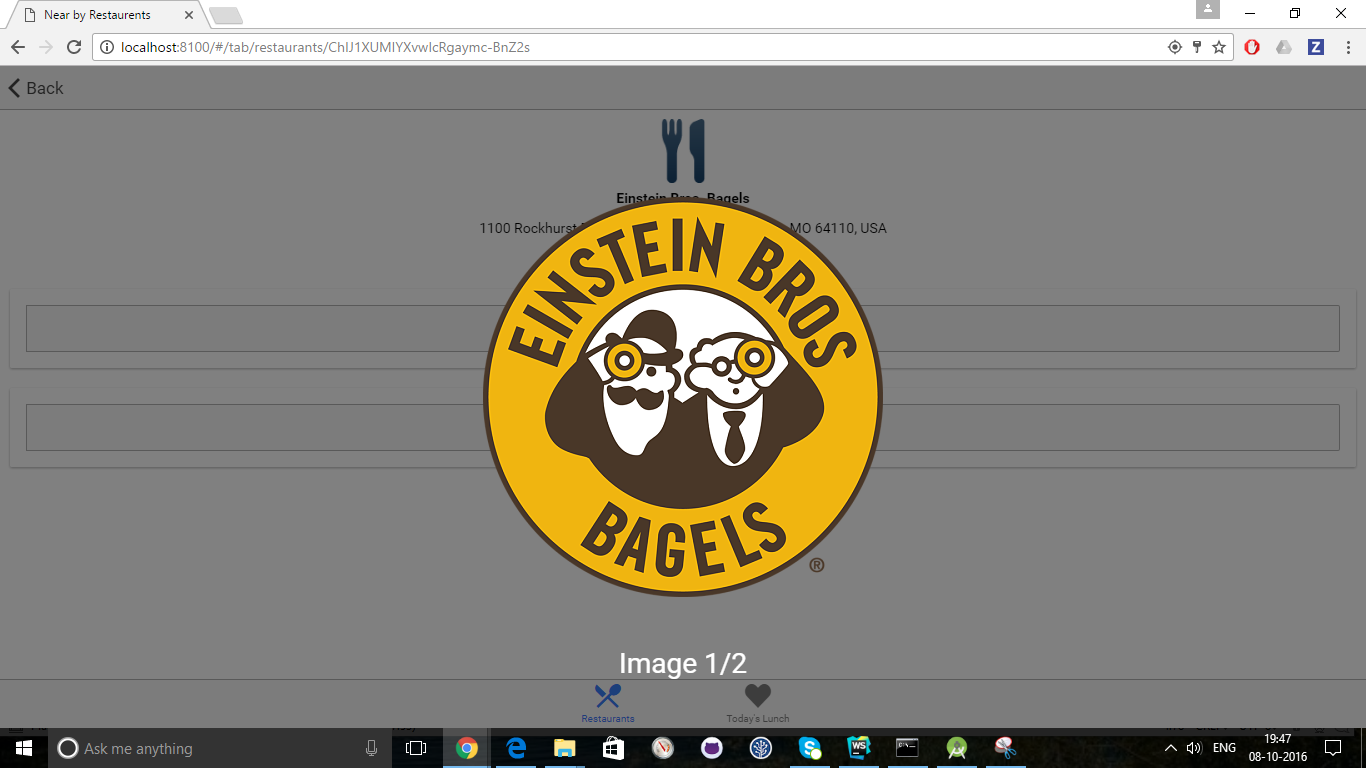 Near by Restaurents
localhost:8100/#/tab/restaurants/ChIJ1XUMIYXvwIcRgaymc-BnZ2s
Z
Back
Einstein Bros. Bagels
1100 Rockhurst MO 64110, USA
EINSTEIN BROS
BAGELS
®
Image 1/2
Restaurants
Today's Lunch
Ask me anything
WS
ENG
19:47
08-10-2016